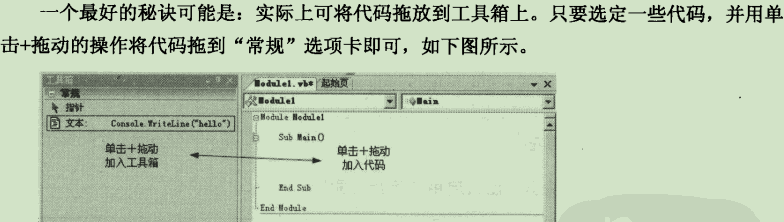 一个最好的秘诀可能是：实际上可将代码拖放到工具箱上。只要选定一些代码，并用单
击+拖动的操作将代码拖到“常规”选项卡即可，如下图所示。
工具箱
常规
指针
文本: Console.WriteLine("hello")
单击＋拖动
加入工具箱
Module1.vb* 起始页
Module1
Main
Module Module1
Sub Main()
单击＋拖动
加入代码
End Sub
End Module